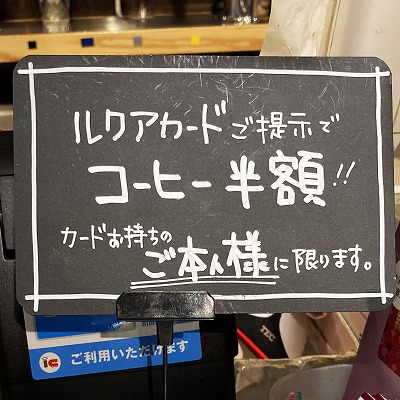 ルクアカードご提示で
コーヒー半額!!
カードお持ちの
ご本人様に限ります。
ic ご利用いただけます
TEC